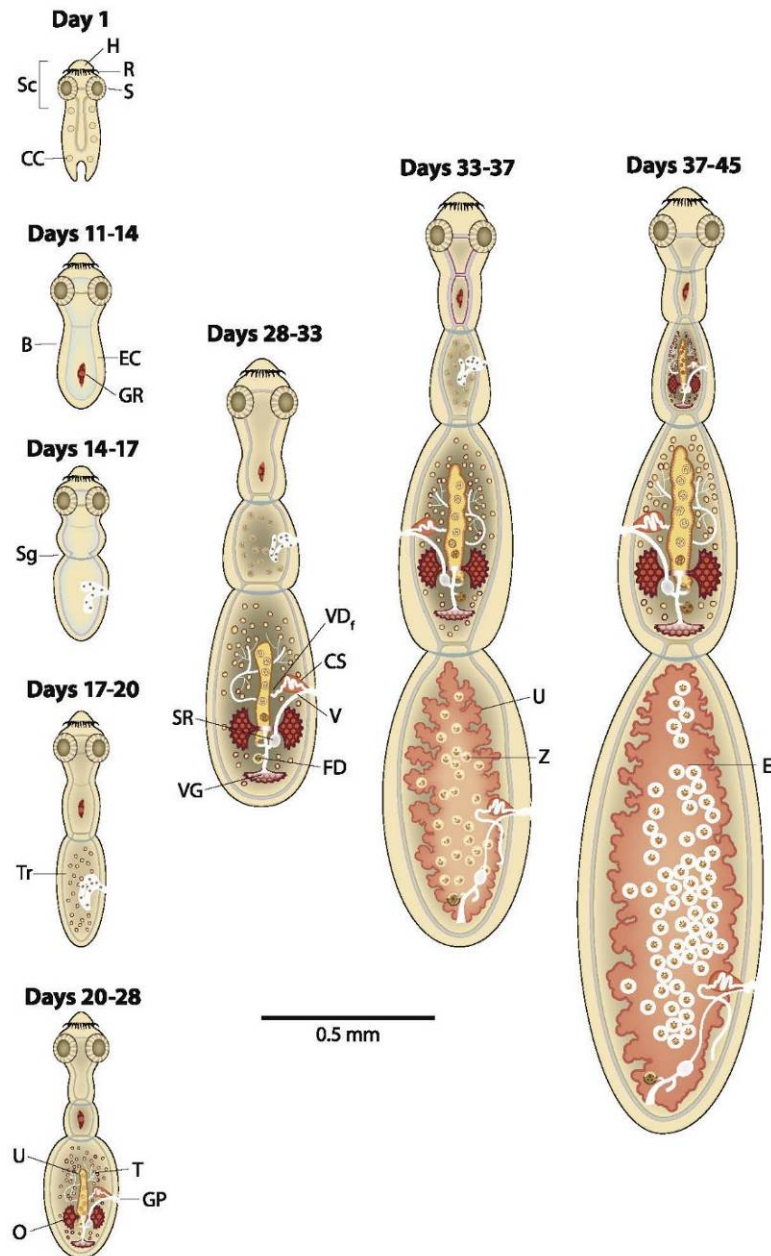 Day 1
H
R
Sc
S
CC
Days 11-14
B
EC
GR
Days 14-17
Sg
Days 17-20
Tr
Days 20-28
U
T
GP
O
Days 28-33
VDf
CS
SR
V
FD
VG
Days 33-37
U
Z
Days 37-45
E
0.5 mm